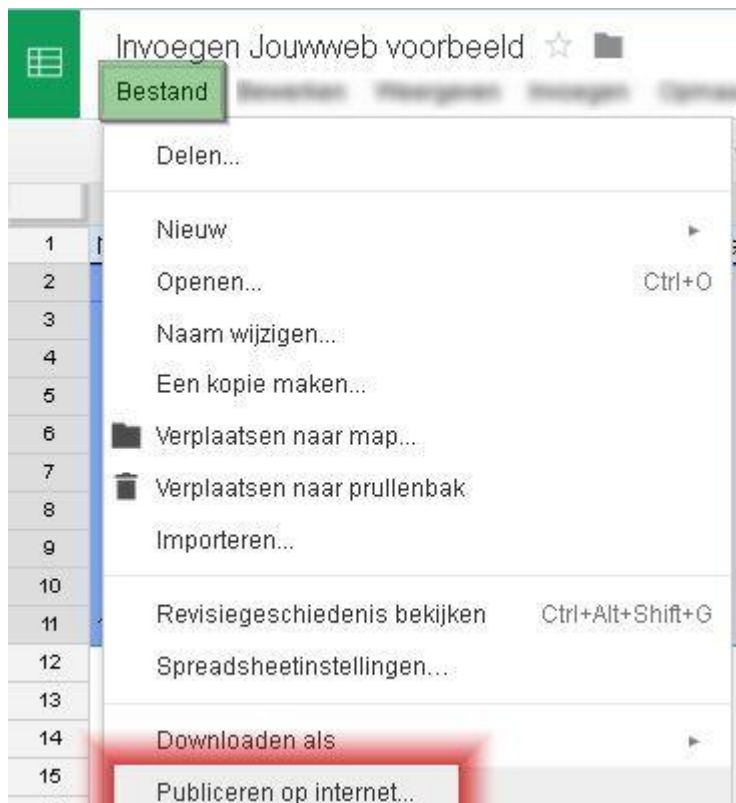 Invoegen Jouwweb voorbeeld
Bestand
Delen...
Nieuw
Openen... Ctrl+O
Naam wijzigen...
Een kopie maken...
Verplaatsen naar map...
Verplaatsen naar prullenbak
Importeren...
Revisiegeschiedenis bekijken Ctrl+Alt+Shift+G
Spreadsheetinstellingen...
Downloaden als
Publiceren op internet...
1
2
3
4
5
6
7
8
9
10
11
12
13
14
15